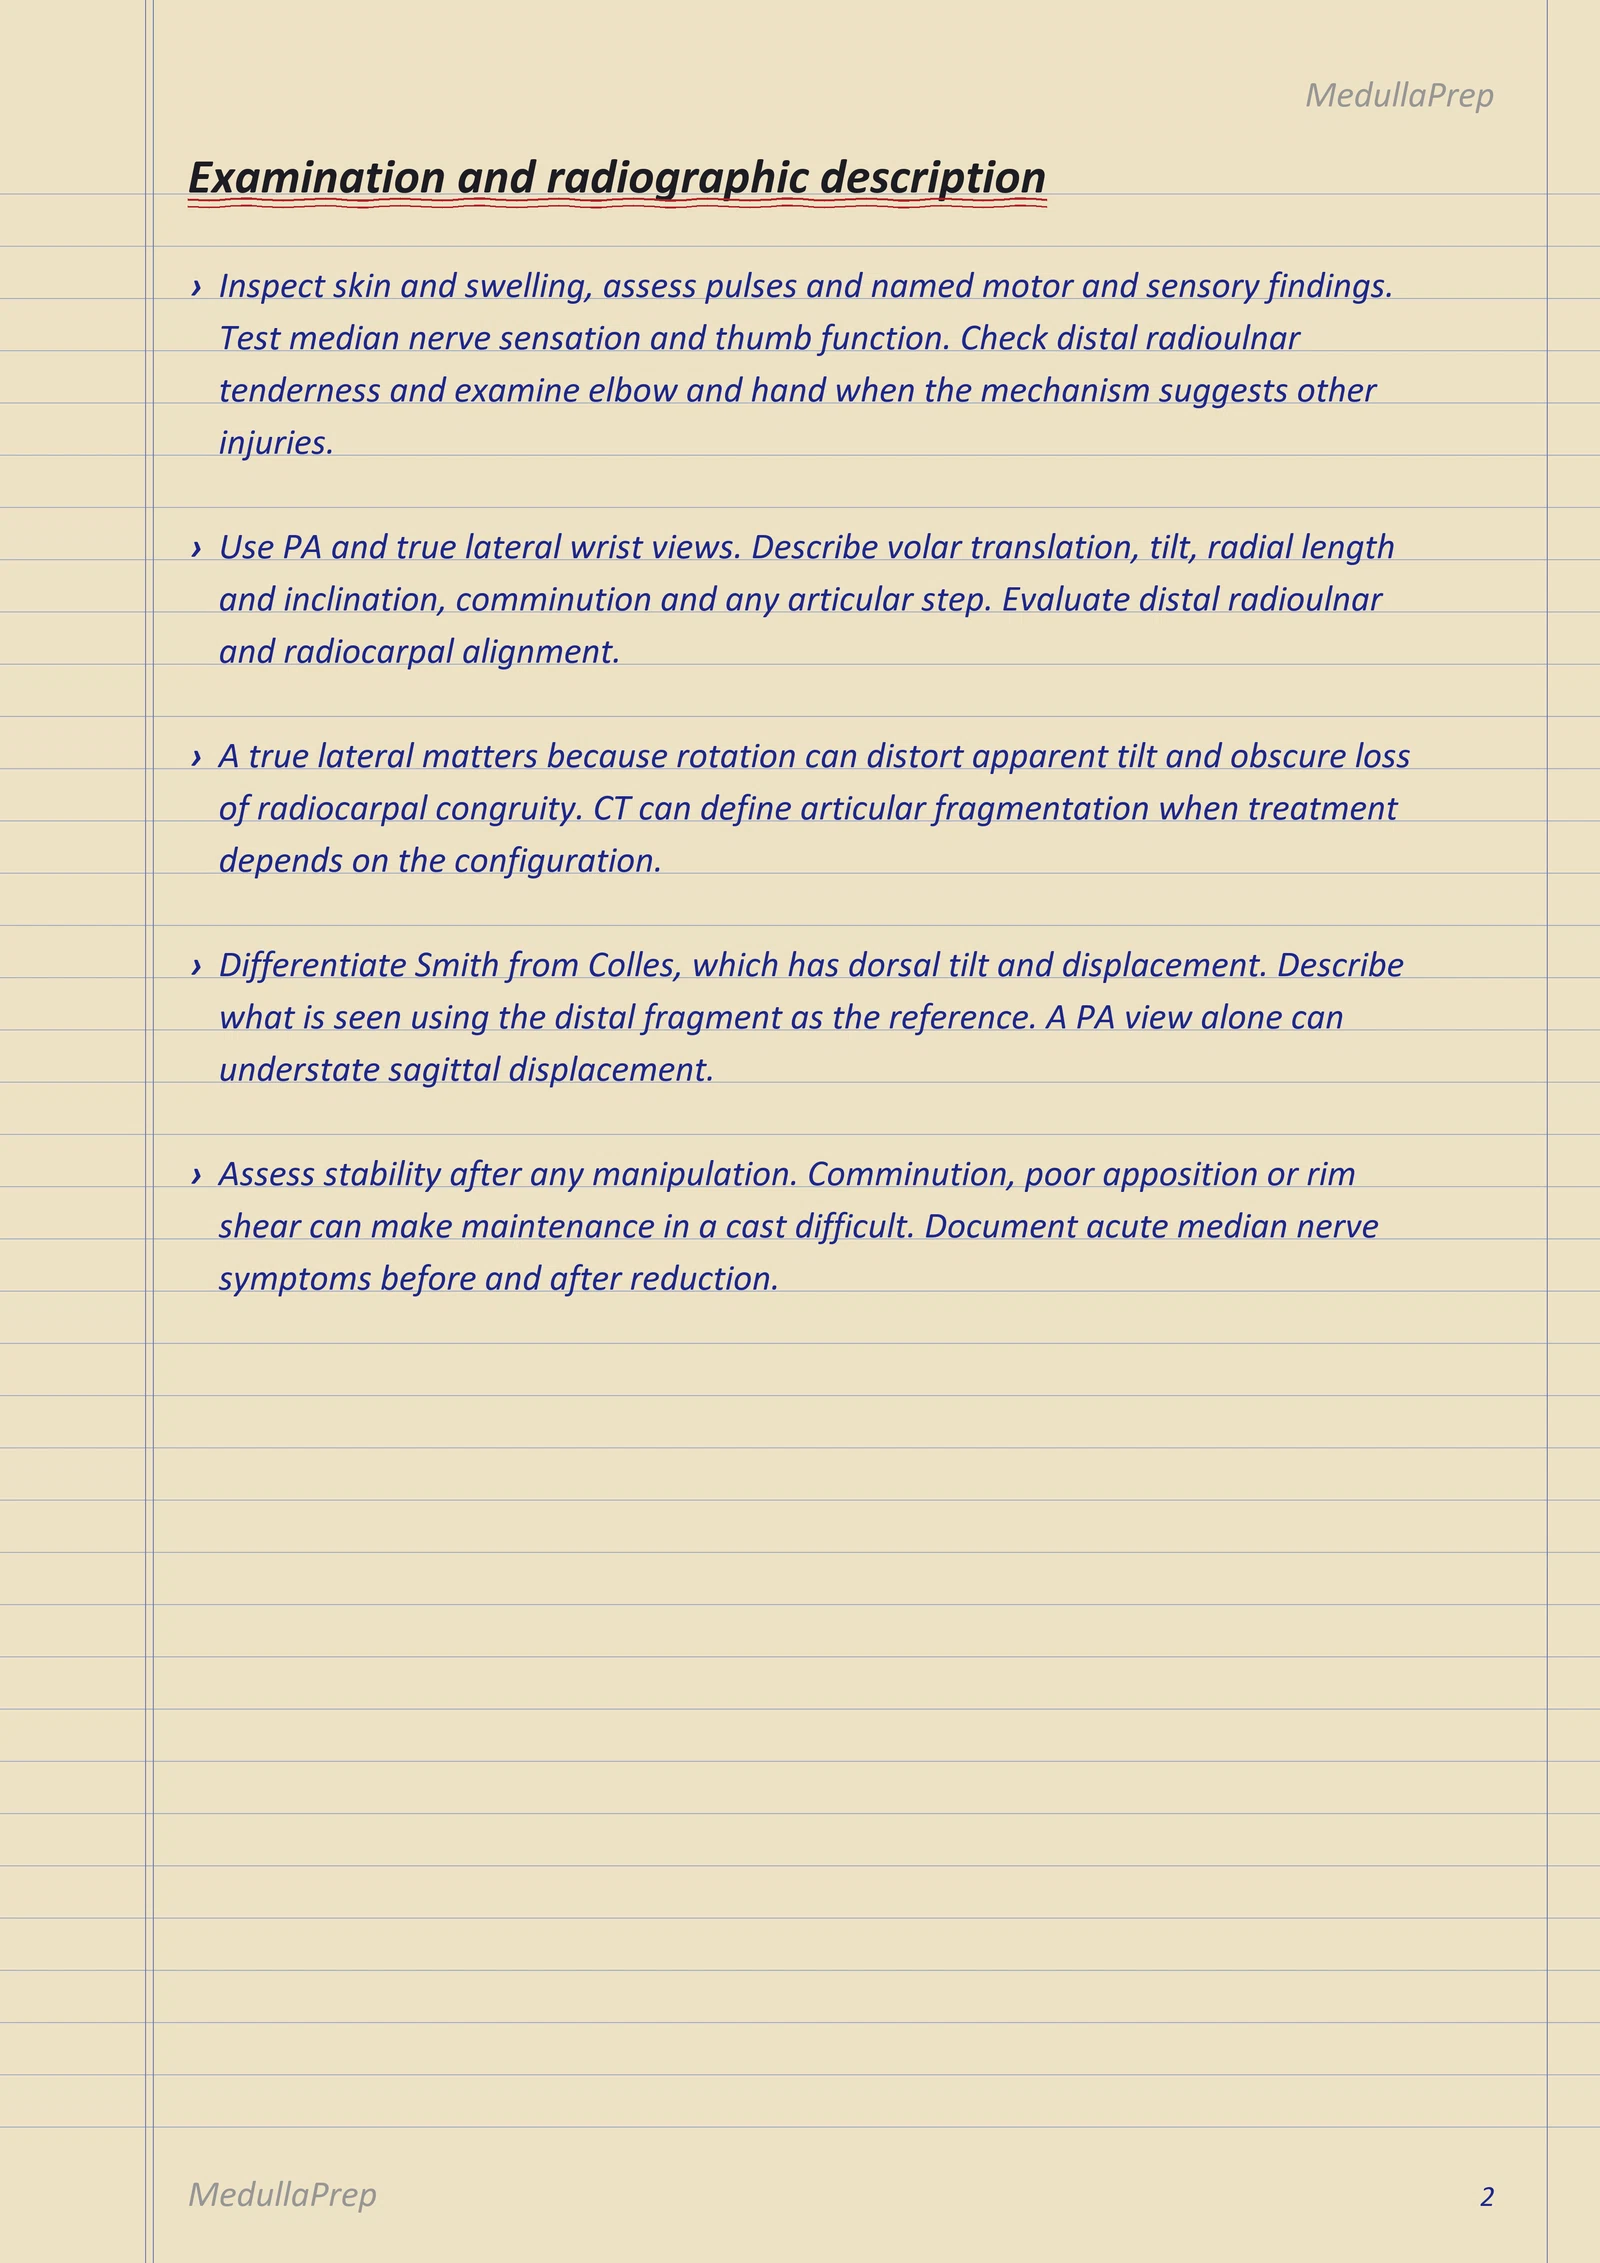 MedullaPrep
Examination and radiographic description
› Inspect skin and swelling, assess pulses and named motor and sensory findings.
Test median nerve sensation and thumb function. Check distal radioulnar
tenderness and examine elbow and hand when the mechanism suggests other
injuries.
› Use PA and true lateral wrist views. Describe volar translation, tilt, radial length
and inclination, comminution and any articular step. Evaluate distal radioulnar
and radiocarpal alignment.
› A true lateral matters because rotation can distort apparent tilt and obscure loss
of radiocarpal congruity. CT can define articular fragmentation when treatment
depends on the configuration.
› Differentiate Smith from Colles, which has dorsal tilt and displacement. Describe
what is seen using the distal fragment as the reference. A PA view alone can
understate sagittal displacement.
› Assess stability after any manipulation. Comminution, poor apposition or rim
shear can make maintenance in a cast difficult. Document acute median nerve
symptoms before and after reduction.
MedullaPrep
2